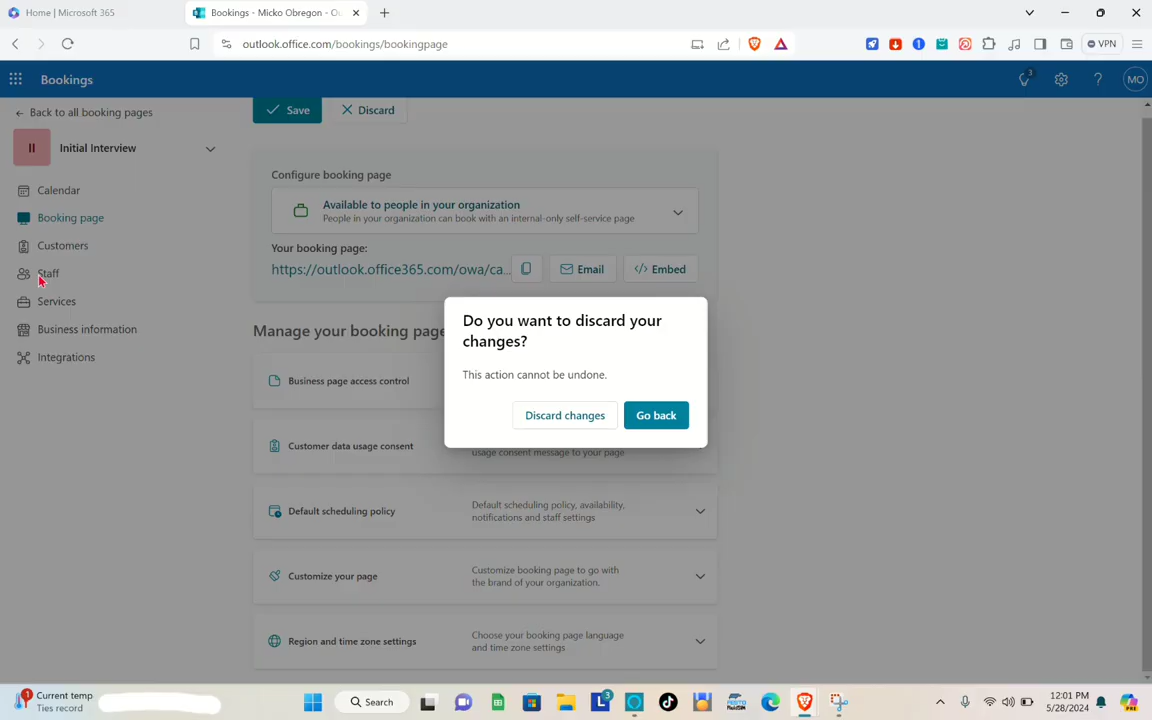 Home | Microsoft 365
Bookings - Micko Obregon - Ou
outlook.office.com/bookings/bookingpage
1
VPN
Bookings
3
MO
Back to all booking pages
II
Initial Interview
Save
Discard
Calendar
Booking page
Customers
Staff
Services
Business information
Integrations
Configure booking page
Available to people in your organization
People in your organization can book with an internal-only self-service page
Your booking page:
https://outlook.office365.com/owa/ca...
Email
Embed
Manage your booking page
Business page access control
Customer data usage consent
usage consent message to your page
Default scheduling policy
Default scheduling policy, availability,
notifications and staff settings
Customize your page
Customize booking page to go with
the brand of your organization.
Region and time zone settings
Choose your booking page language
and time zone settings
Do you want to discard your
changes?
This action cannot be undone.
Discard changes
Go back
1
Current temp
Ties record
Search
L
3
12:01 PM
5/28/2024
PRE